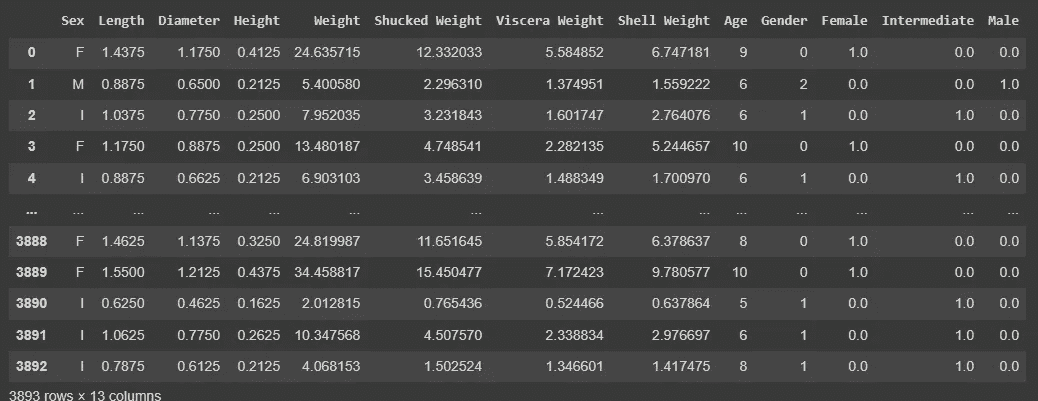 Sex Length Diameter Height Weight Shucked Weight Viscera Weight Shell Weight Age Gender Female Intermediate Male
0 F 1.4375 1.1750 0.4125 24.635715 12.332033 5.584852 6.747181 9 0 1.0 0.0 0.0
1 M 0.8875 0.6500 0.2125 5.400580 2.296310 1.374951 1.559222 6 2 0.0 0.0 1.0
2 I 1.0375 0.7750 0.2500 7.952035 3.231843 1.601747 2.764076 6 1 0.0 1.0 0.0
3 F 1.1750 0.8875 0.2500 13.480187 4.748541 2.282135 5.244657 10 0 1.0 0.0 0.0
4 I 0.8875 0.6625 0.2125 6.903103 3.458639 1.488349 1.700970 6 1 0.0 1.0 0.0
... ... ... ... ... ... ... ... ... ... ... ... ... ...
3888 F 1.4625 1.1375 0.3250 24.819987 11.651645 5.854172 6.378637 8 0 1.0 0.0 0.0
3889 F 1.5500 1.2125 0.4375 34.458817 15.450477 7.172423 9.780577 10 0 1.0 0.0 0.0
3890 I 0.6250 0.4625 0.1625 2.012815 0.765436 0.524466 0.637864 5 1 0.0 1.0 0.0
3891 I 1.0625 0.7750 0.2625 10.347568 4.507570 2.338834 2.976697 6 1 0.0 1.0 0.0
3892 I 0.7875 0.6125 0.2125 4.068153 1.502524 1.346601 1.417475 8 1 0.0 1.0 0.0
3893 rows × 13 columns